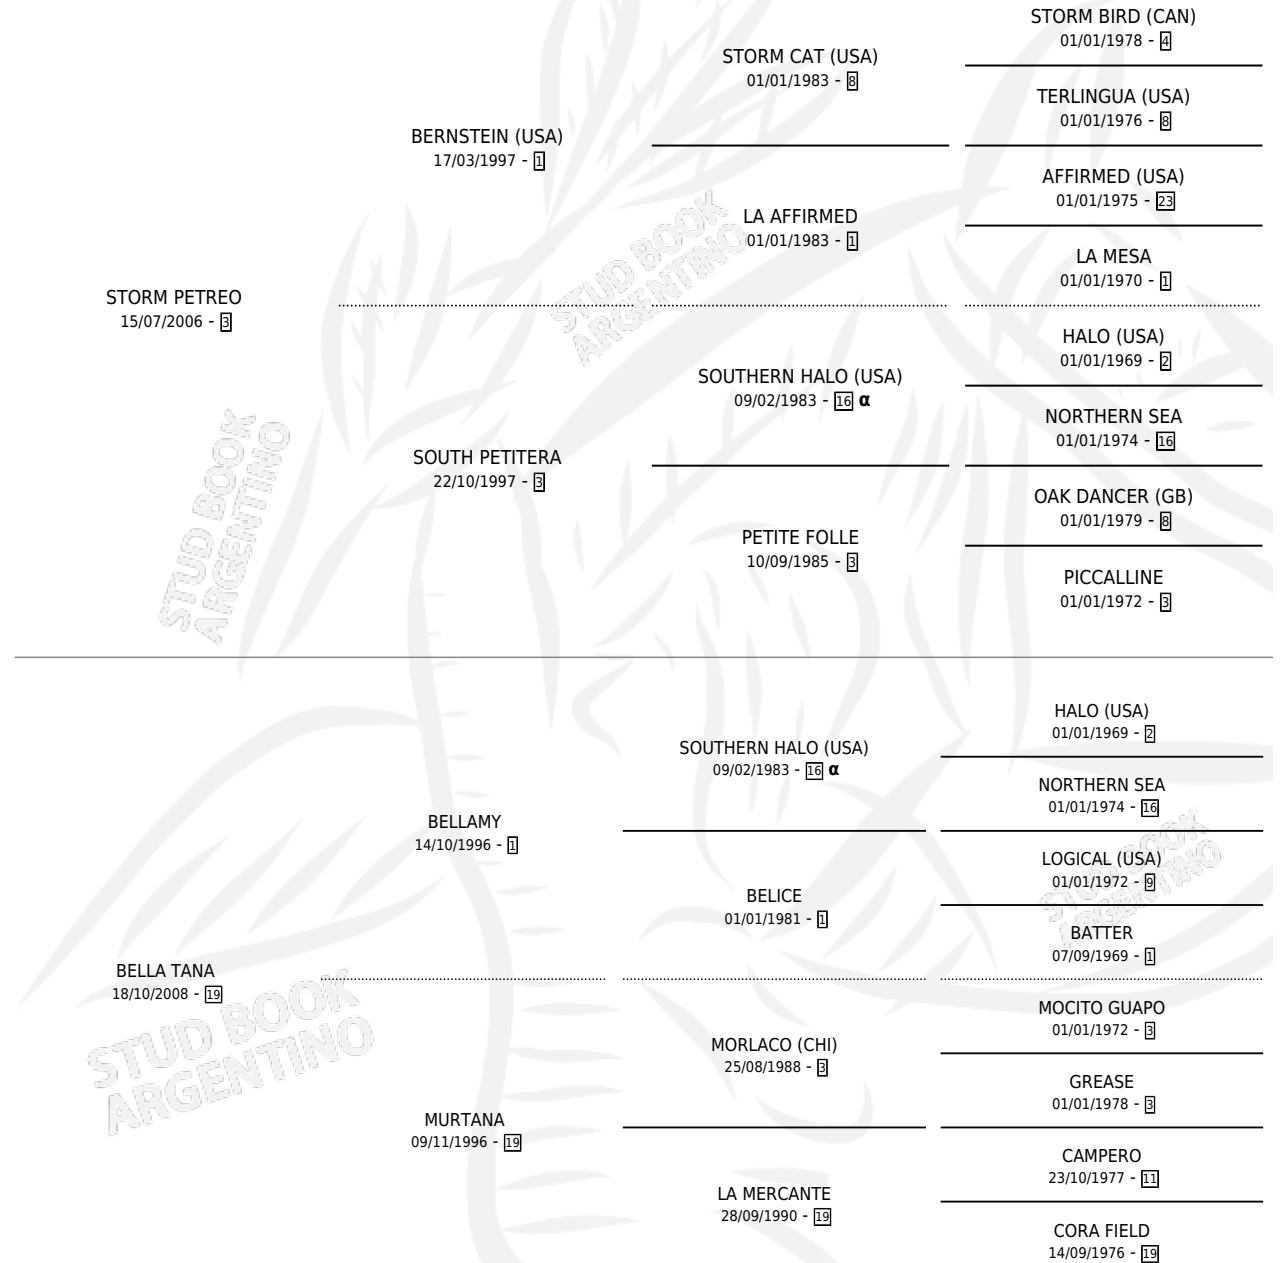 STORM BIRD (CAN)
01/01/1978 - 4
STORM CAT (USA)
01/01/1983 - 8
TERLINGUA (USA)
01/01/1976 - 8
BERNSTEIN (USA)
17/03/1997 - 1
AFFIRMED (USA)
01/01/1975 - 23
LA AFFIRMED
01/01/1983 - 1
LA MESA
01/01/1970 - 1
STORM PETREO
15/07/2006 - 3
HALO (USA)
01/01/1969 - 2
SOUTHERN HALO (USA)
09/02/1983 - 16 α
NORTHERN SEA
01/01/1974 - 16
SOUTH PETITERA
22/10/1997 - 3
OAK DANCER (GB)
01/01/1979 - 8
PETITE FOLLE
10/09/1985 - 3
PICCALLINE
01/01/1972 - 3
STUD BOOK
ARGENTINO
STUD BOOK
ARGENTINO
HALO (USA)
01/01/1969 - 2
SOUTHERN HALO (USA)
09/02/1983 - 16 α
NORTHERN SEA
01/01/1974 - 16
BELLAMY
14/10/1996 - 1
LOGICAL (USA)
01/01/1972 - 9
BELICE
01/01/1981 - 1
BATTER
07/09/1969 - 1
BELLA TANA
18/10/2008 - 19
MOCITO GUAPO
01/01/1972 - 3
MORLACO (CHI)
25/08/1988 - 3
GREASE
01/01/1978 - 3
MURTANA
09/11/1996 - 19
CAMPERO
23/10/1977 - 11
LA MERCANTE
28/09/1990 - 19
CORA FIELD
14/09/1976 - 19
STUD BOOK
ARGENTINO
STUD BOOK
ARGENTINO